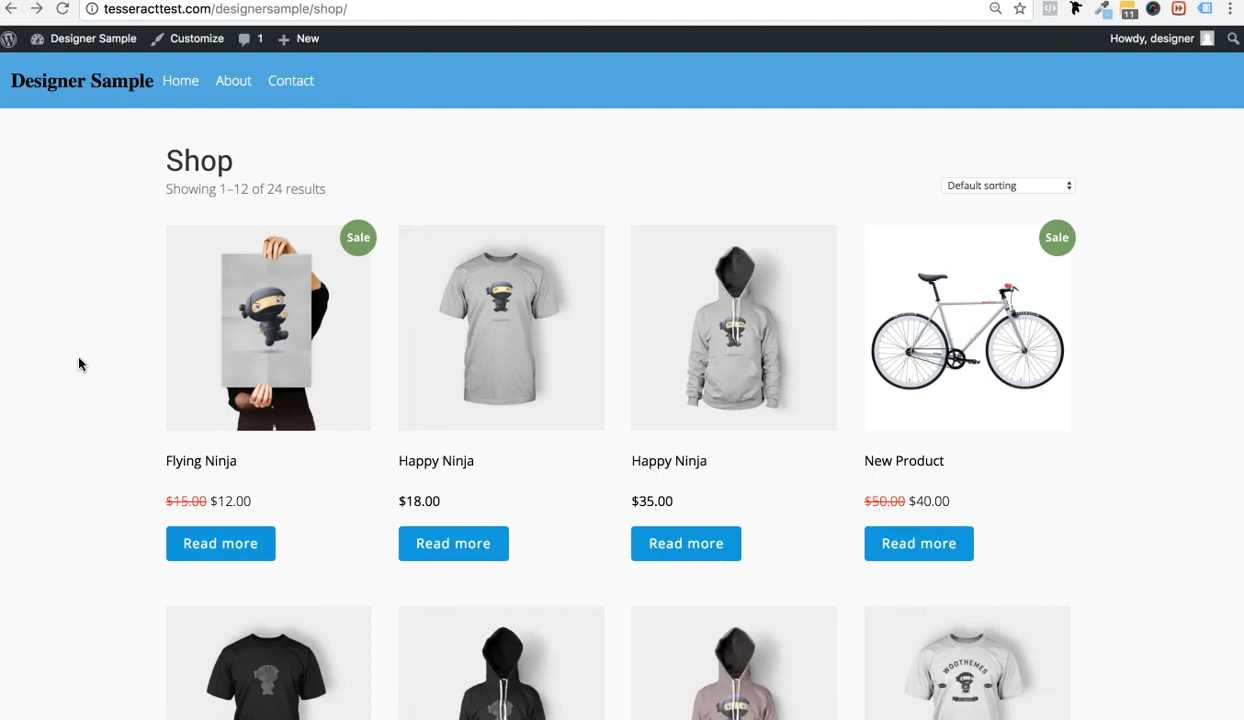 tesseracttest.com/designersample/shop/
11
Designer Sample Customize 1 New Howdy, designer
Designer Sample Home About Contact
Shop
Showing 1–12 of 24 results
Default sorting
Sale Sale
Flying Ninja Happy Ninja Happy Ninja New Product
$15.00 $12.00 $18.00 $35.00 $50.00 $40.00
Read more Read more Read more Read more
WOOTHEMES